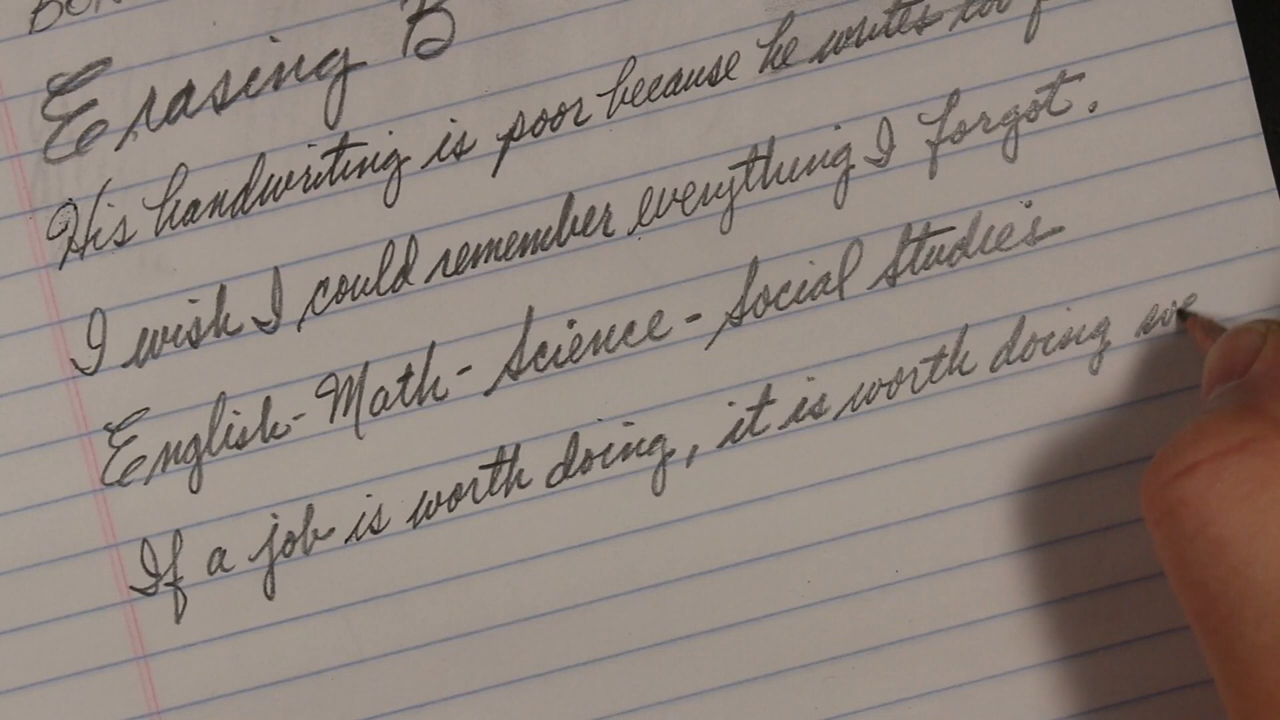 Erasing B
His handwriting is poor because he writes too f
I wish I could remember everything I forgot.
English - Math - Science - Social Studies
If a job is worth doing, it is worth doing we